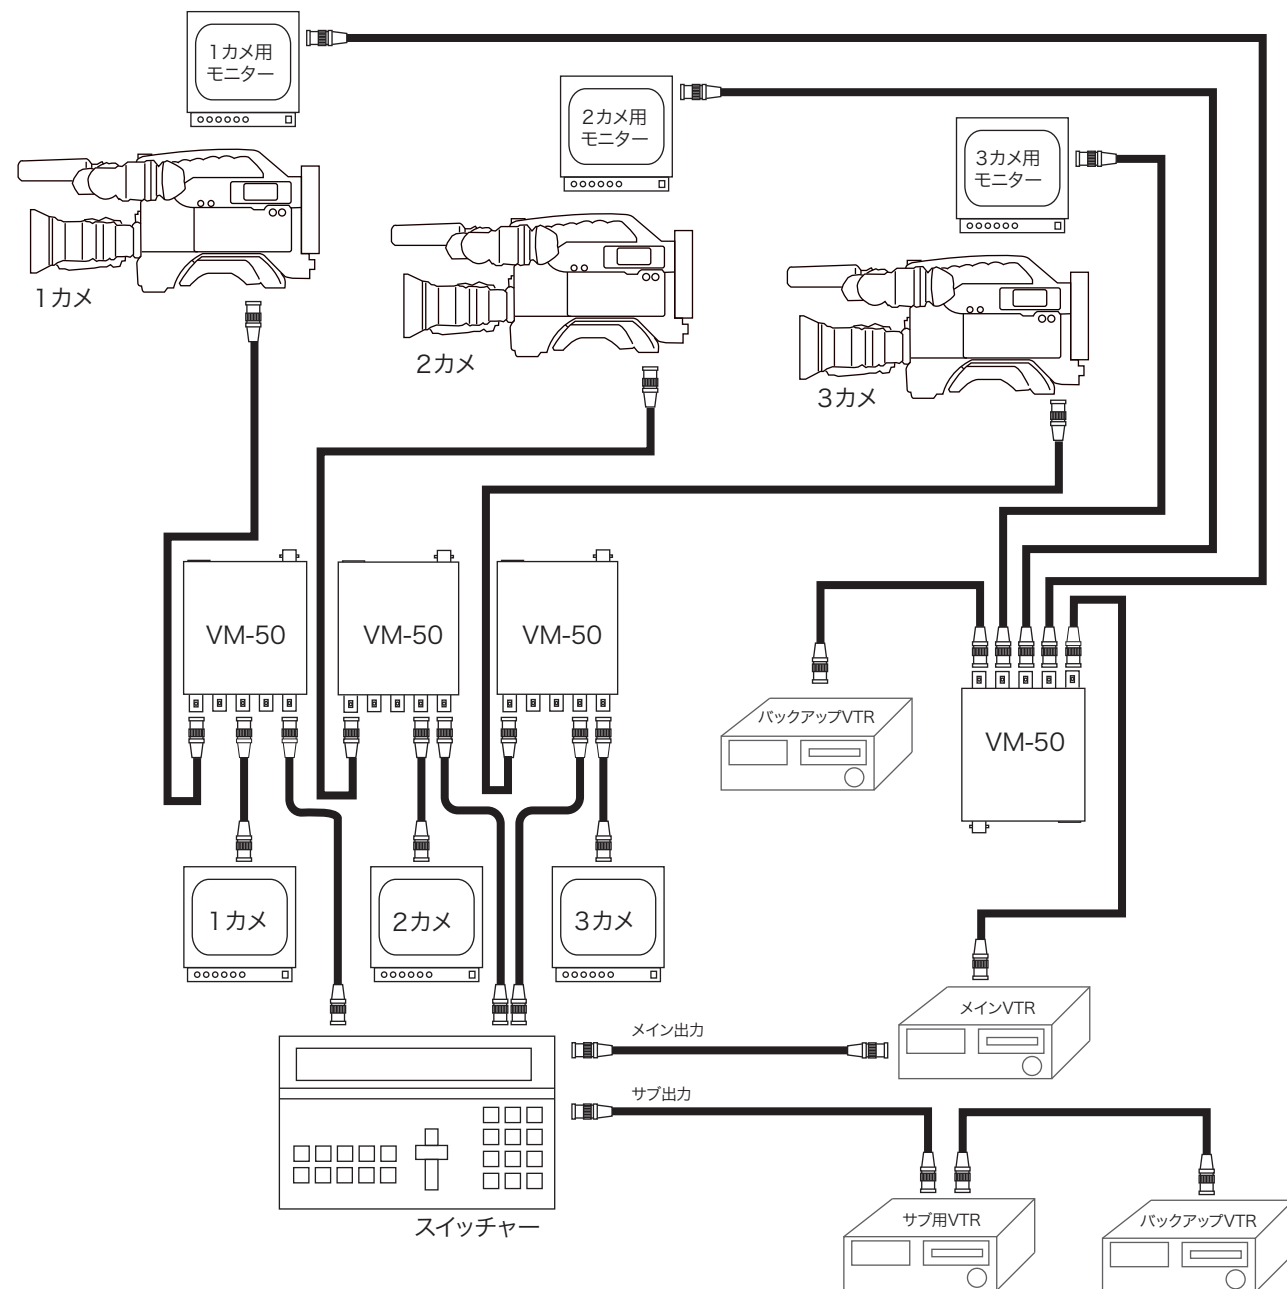 1カメ用
モニター
2カメ用
モニター
3カメ用
モニター
1カメ
2カメ
3カメ
VM-50
VM-50
VM-50
バックアップVTR
VM-50
1カメ
2カメ
3カメ
メイン出力
メインVTR
サブ出力
スイッチャー
サブ用VTR
バックアップVTR